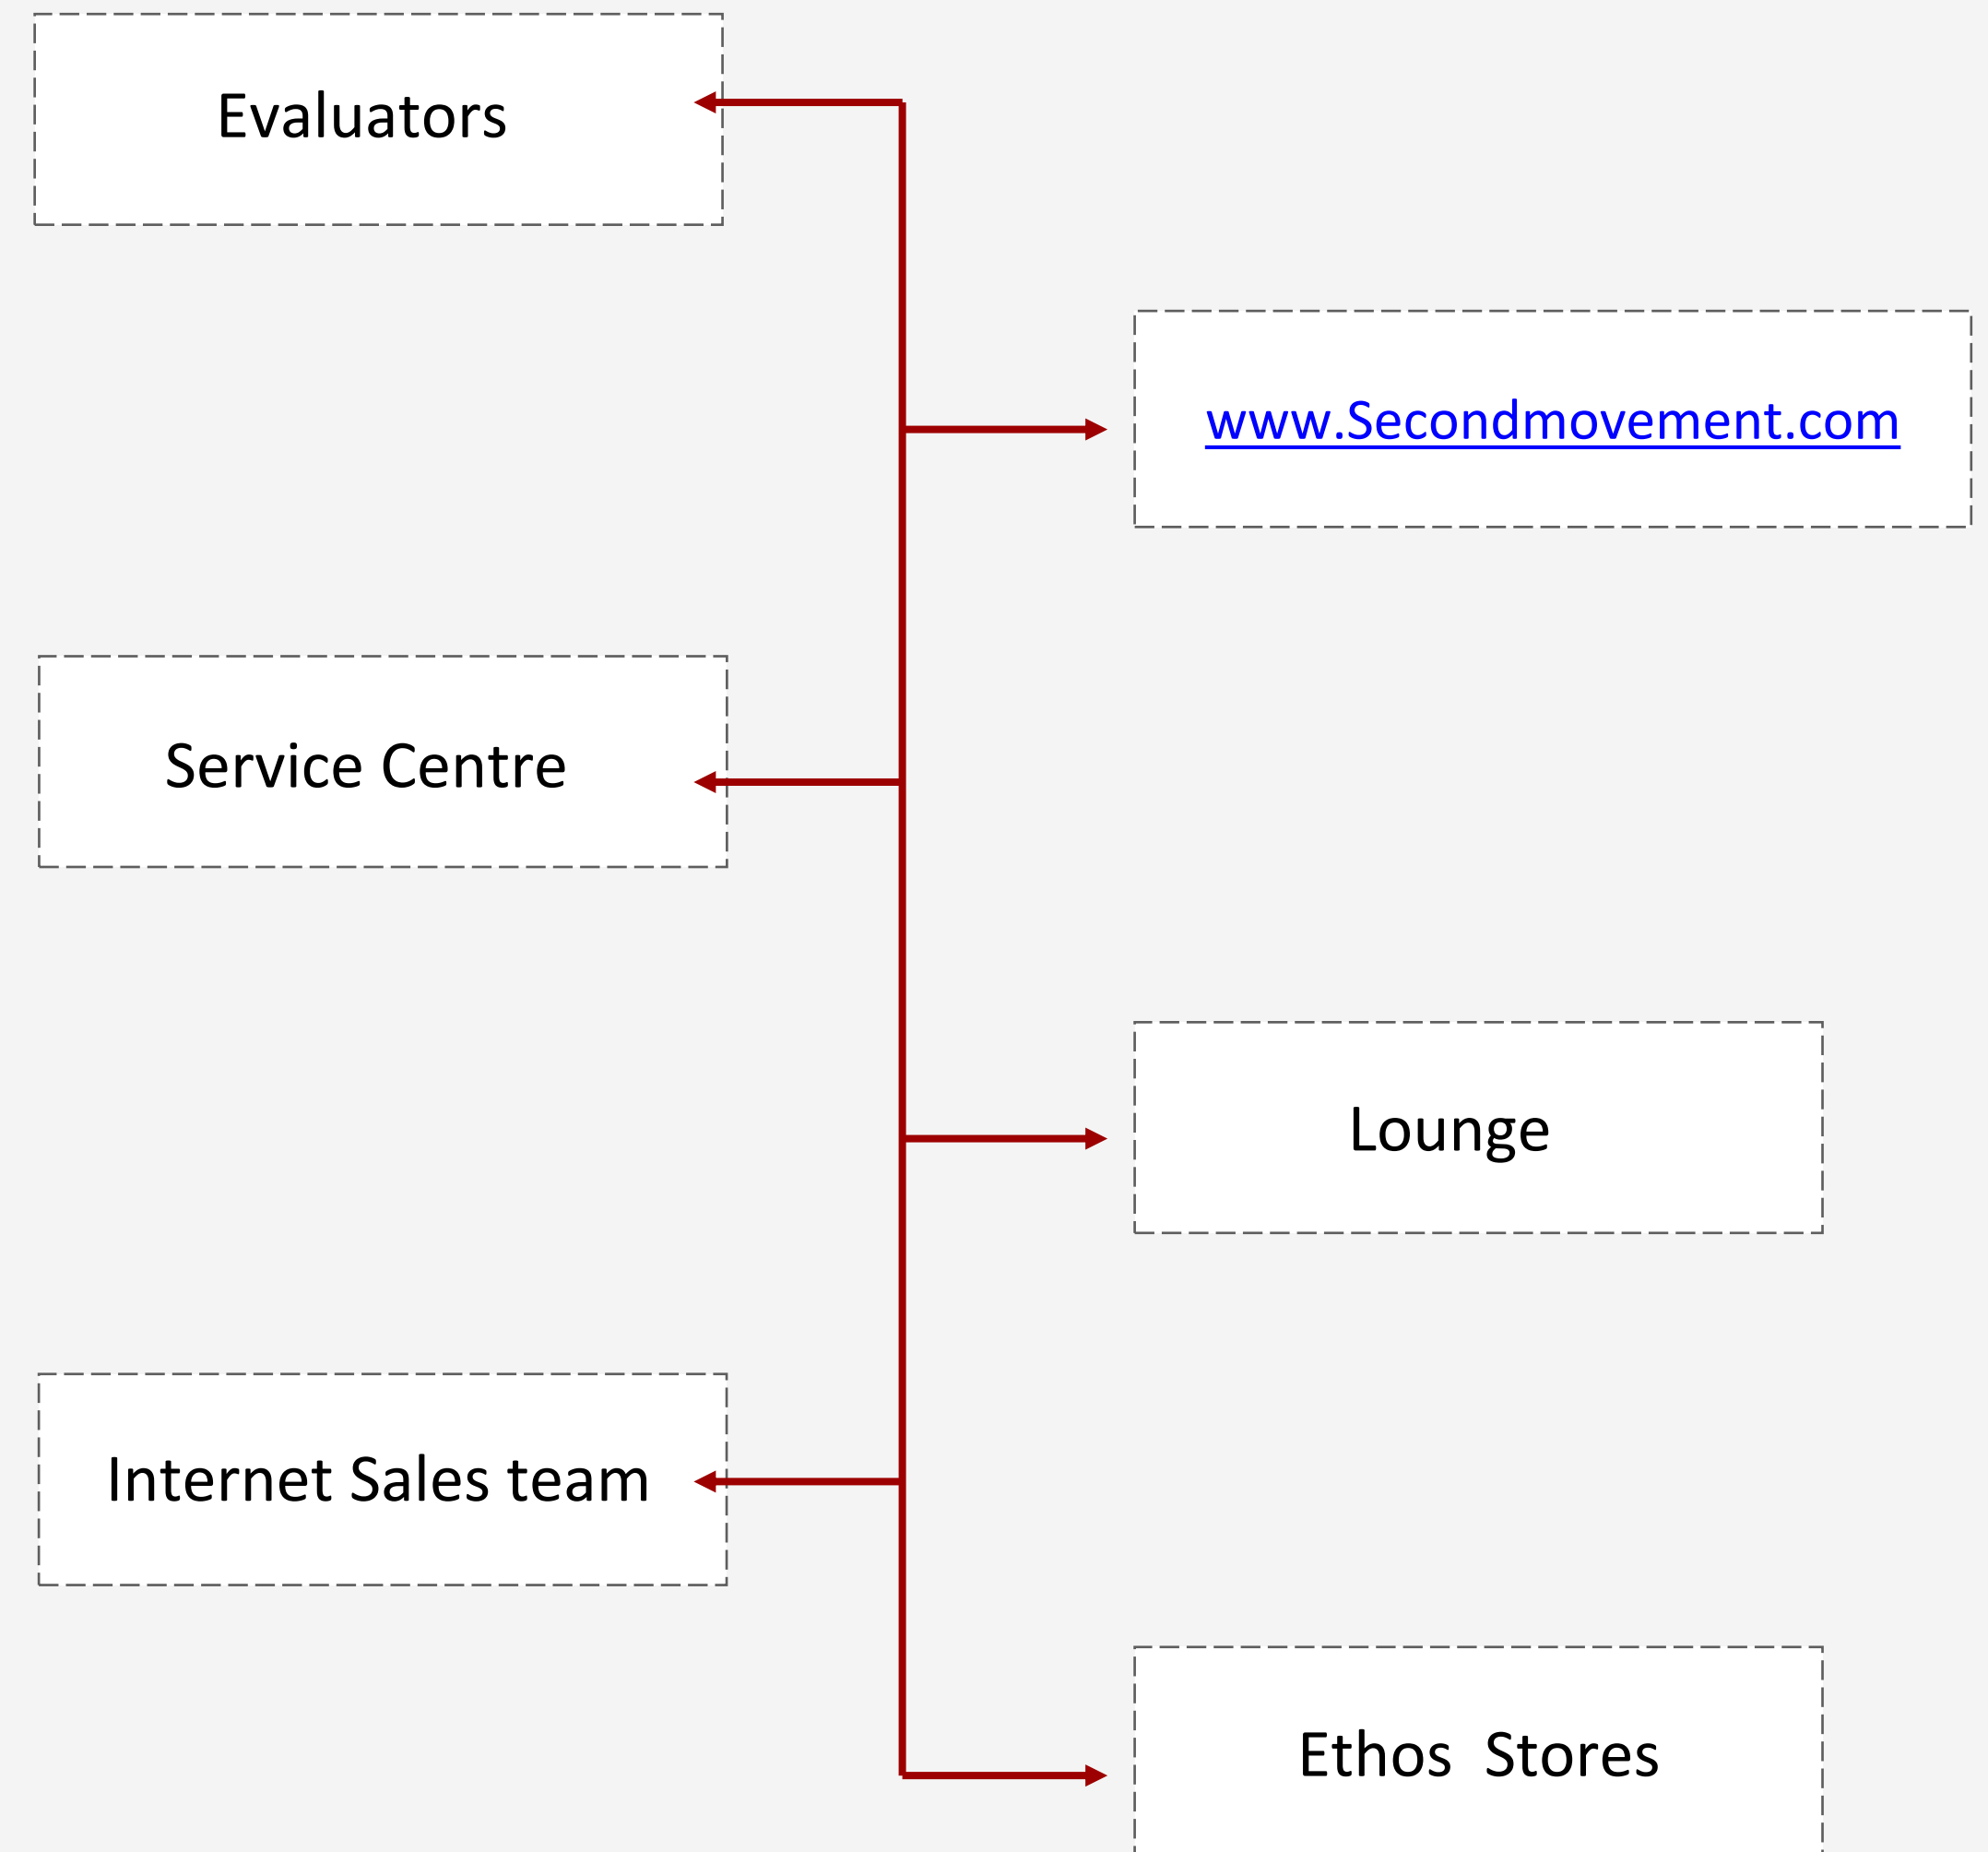 Evaluators
www.Secondmovement.com
Service Centre
Lounge
Internet Sales team
Ethos  Stores